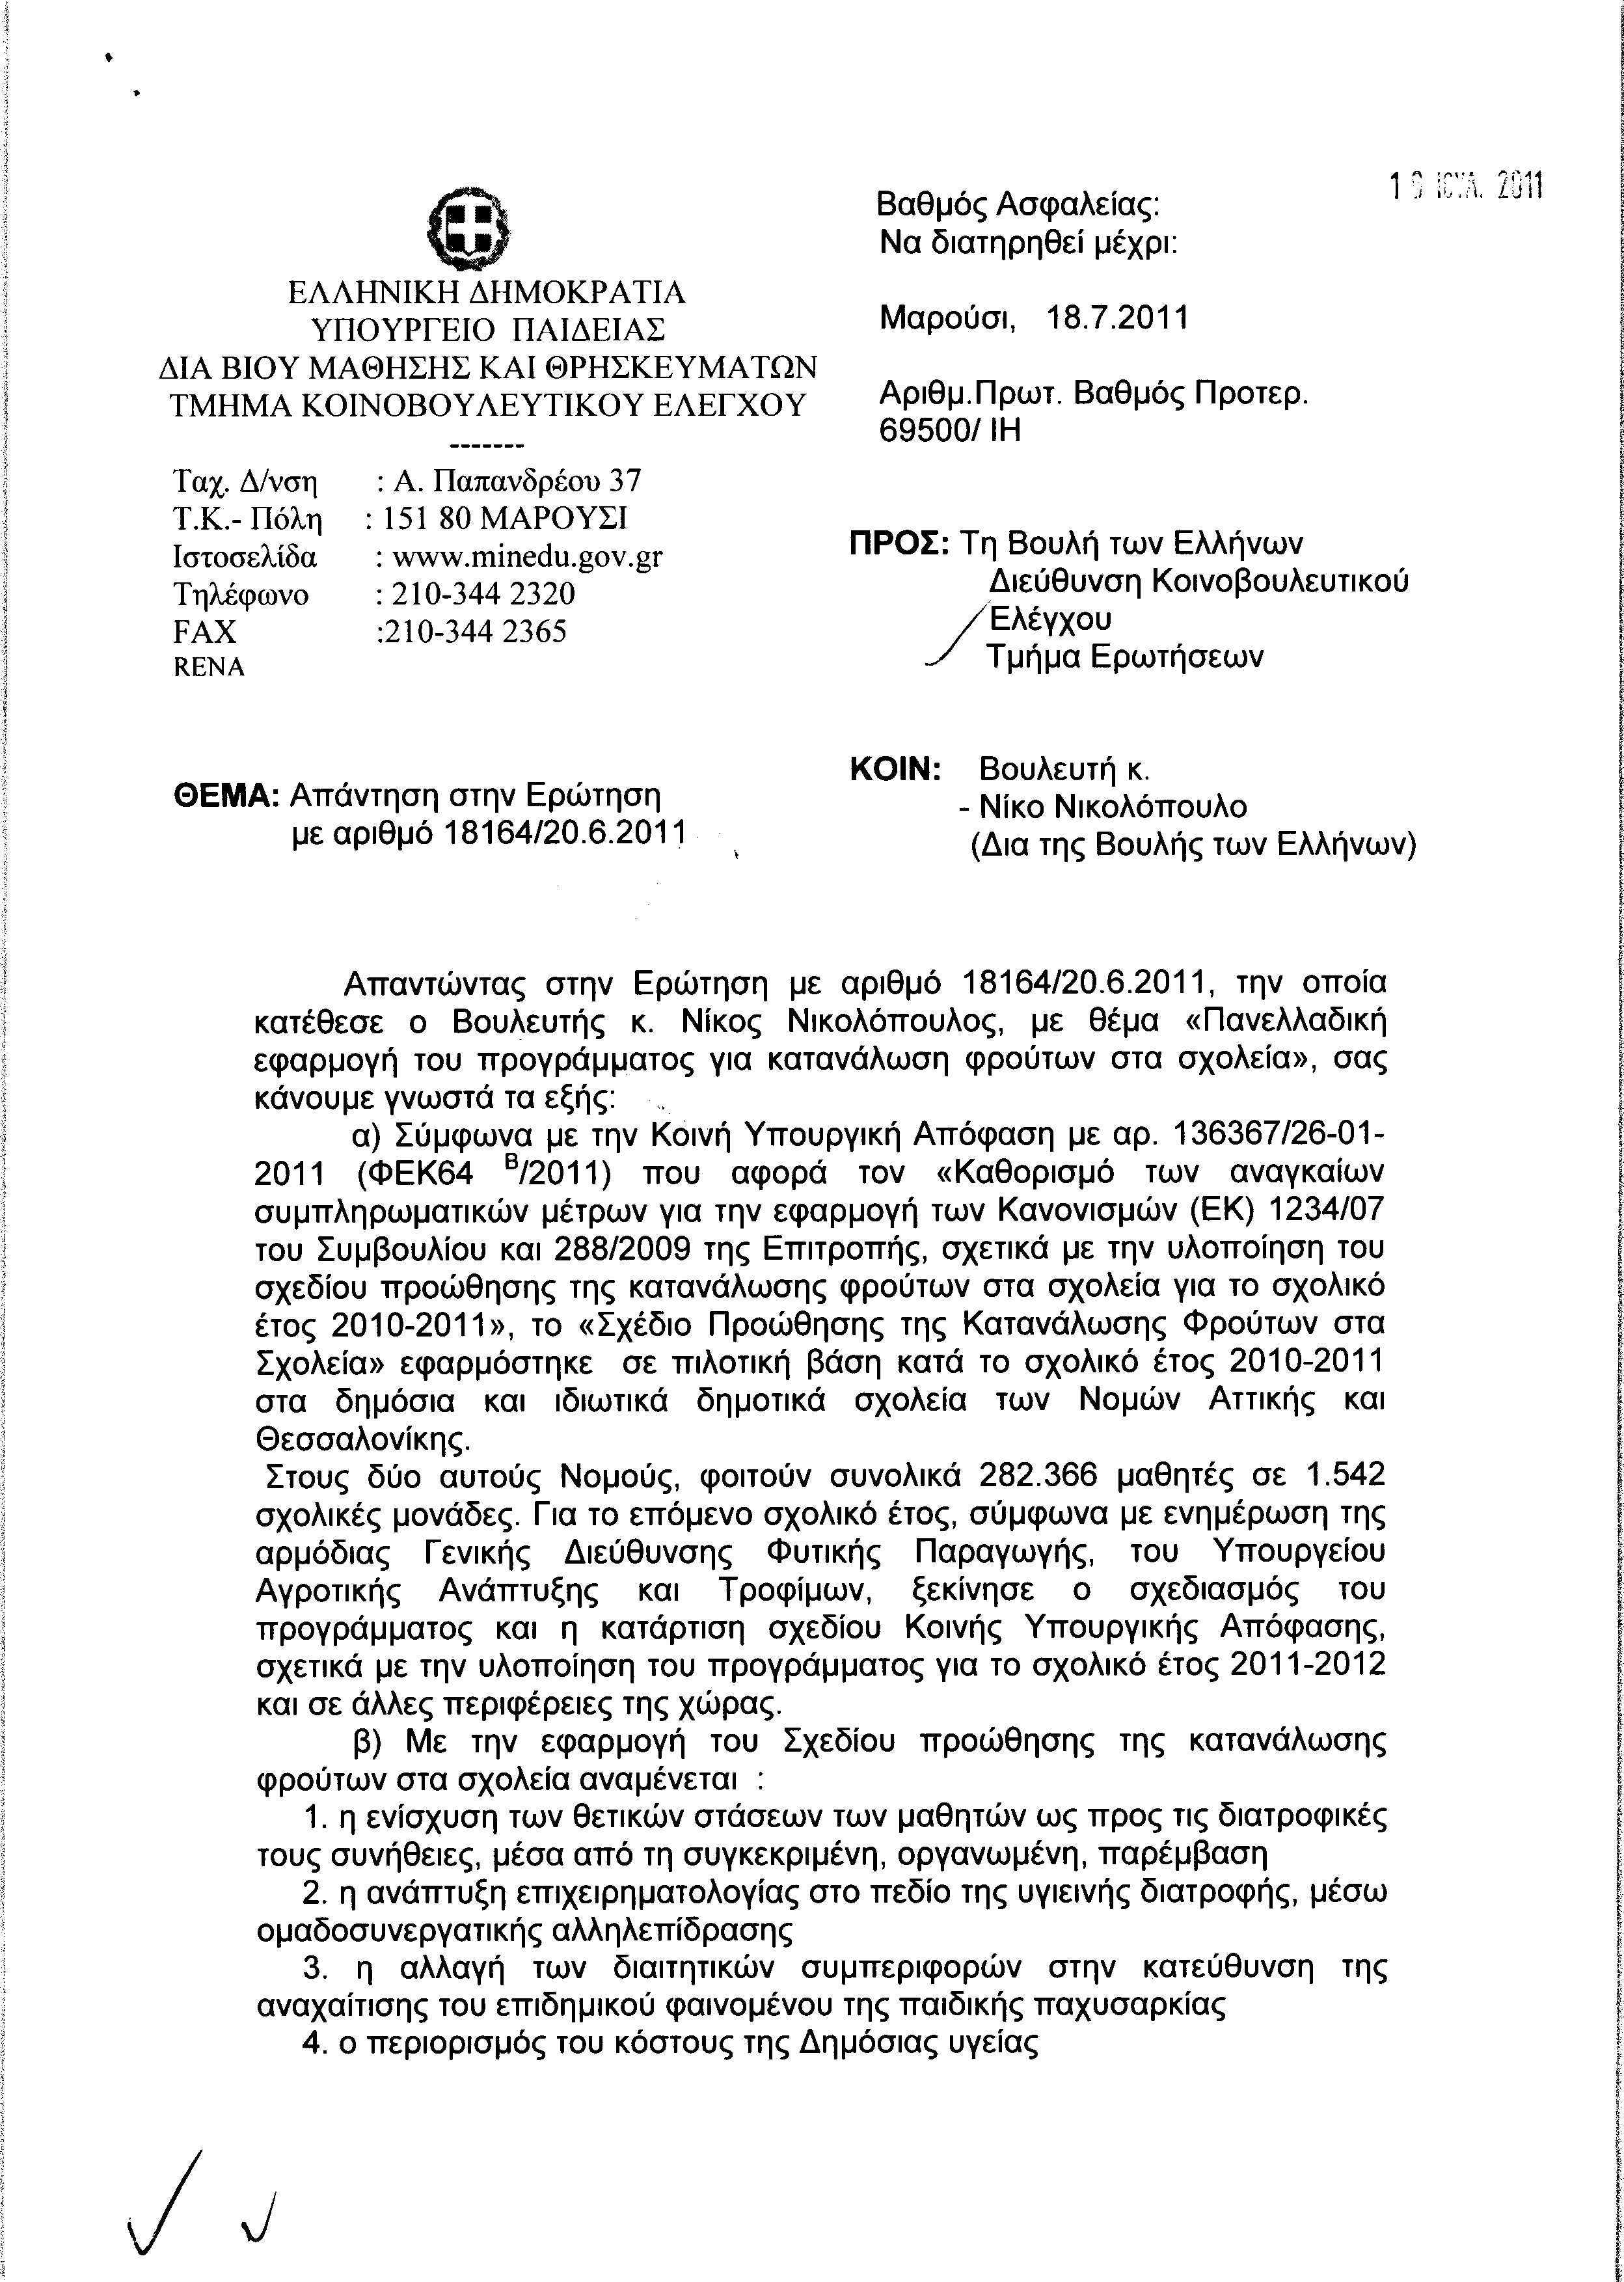 ΕΛΛΗΝΙΚΗ ΔΗΜΟΚΡΑΤΙΑ
ΥΠΟΥΡΓΕΙΟ ΠΑΙΔΕΙΑΣ
ΔΙΑ ΒΙΟΥ ΜΑΘΗΣΗΣ ΚΑΙ ΘΡΗΣΚΕΥΜΑΤΩΝ
ΤΜΗΜΑ ΚΟΙΝΟΒΟΥΛΕΥΤΙΚΟΥ ΕΛΕΓΧΟΥ
-------
Ταχ. Δ/νση : Α. Παπανδρέου 37
Τ.Κ.- Πόλη : 151 80 ΜΑΡΟΥΣΙ
Ιστοσελίδα : www.minedu.gov.gr
Τηλέφωνο : 210-344 2320
FAX :210-344 2365
RENA
2011
Βαθμός Ασφαλείας:
Να διατηρηθεί μέχρι:
Μαρούσι, 18.7.2011
Αριθμ.Πρωτ. Βαθμός Προτερ.
69500/ ΙΗ
ΠΡΟΣ: Τη Βουλή των Ελλήνων
Διεύθυνση Κοινοβουλευτικού
Ελέγχου
Τμήμα Ερωτήσεων
ΘΕΜΑ: Απάντηση στην Ερώτηση
με αριθμό 18164/20.6.2011
ΚΟΙΝ: Βουλευτή κ.
- Νίκο Νικολόπουλο
(Δια της Βουλής των Ελλήνων)
Απαντώντας στην Ερώτηση με αριθμό 18164/20.6.2011, την οποία
κατέθεσε ο Βουλευτής κ. Νίκος Νικολόπουλος, με θέμα «Πανελλαδική
εφαρμογή του προγράμματος για κατανάλωση φρούτων στα σχολεία», σας
κάνουμε γνωστά τα εξής:
α) Σύμφωνα με την Κοινή Υπουργική Απόφαση με αρ. 136367/26-01-
2011 (ΦΕΚ64 Β/2011) που αφορά τον «Καθορισμό των αναγκαίων
συμπληρωματικών μέτρων για την εφαρμογή των Κανονισμών (ΕΚ) 1234/07
του Συμβουλίου και 288/2009 της Επιτροπής, σχετικά με την υλοποίηση του
σχεδίου προώθησης της κατανάλωσης φρούτων στα σχολεία για το σχολικό
έτος 2010-2011», το «Σχέδιο Προώθησης της Κατανάλωσης Φρούτων στα
Σχολεία» εφαρμόστηκε σε πιλοτική βάση κατά το σχολικό έτος 2010-2011
στα δημόσια και ιδιωτικά δημοτικά σχολεία των Νομών Αττικής και
Θεσσαλονίκης.
Στους δύο αυτούς Νομούς, φοιτούν συνολικά 282.366 μαθητές σε 1.542
σχολικές μονάδες. Για το επόμενο σχολικό έτος, σύμφωνα με ενημέρωση της
αρμόδιας Γενικής Διεύθυνσης Φυτικής Παραγωγής, του Υπουργείου
Αγροτικής Ανάπτυξης και Τροφίμων, ξεκίνησε ο σχεδιασμός του
προγράμματος και η κατάρτιση σχεδίου Κοινής Υπουργικής Απόφασης,
σχετικά με την υλοποίηση του προγράμματος για το σχολικό έτος 2011-2012
και σε άλλες περιφέρειες της χώρας.
β) Με την εφαρμογή του Σχεδίου προώθησης της κατανάλωσης
φρούτων στα σχολεία αναμένεται :
1. η ενίσχυση των θετικών στάσεων των μαθητών ως προς τις διατροφικές
τους συνήθειες, μέσα από τη συγκεκριμένη, οργανωμένη, παρέμβαση
2. η ανάπτυξη επιχειρηματολογίας στο πεδίο της υγιεινής διατροφής, μέσω
ομαδοσυνεργατικής αλληλεπίδρασης
3. η αλλαγή των διαιτητικών συμπεριφορών στην κατεύθυνση της
αναχαίτισης του επιδημικού φαινομένου της παιδικής παχυσαρκίας
4. ο περιορισμός του κόστους της Δημόσιας υγείας